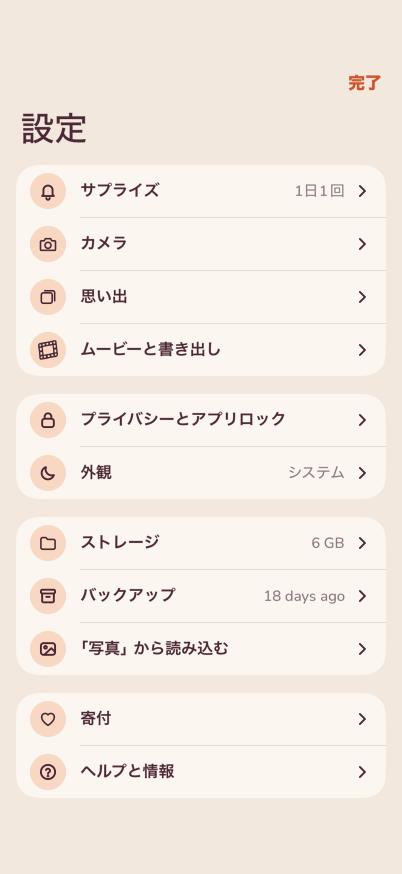 完了
設定
サプライズ 1日1回
カメラ
思い出
ムービーと書き出し
プライバシーとアプリロック
外観 システム
ストレージ 6 GB
バックアップ 18 days ago
「写真」から読み込む
寄付
ヘルプと情報